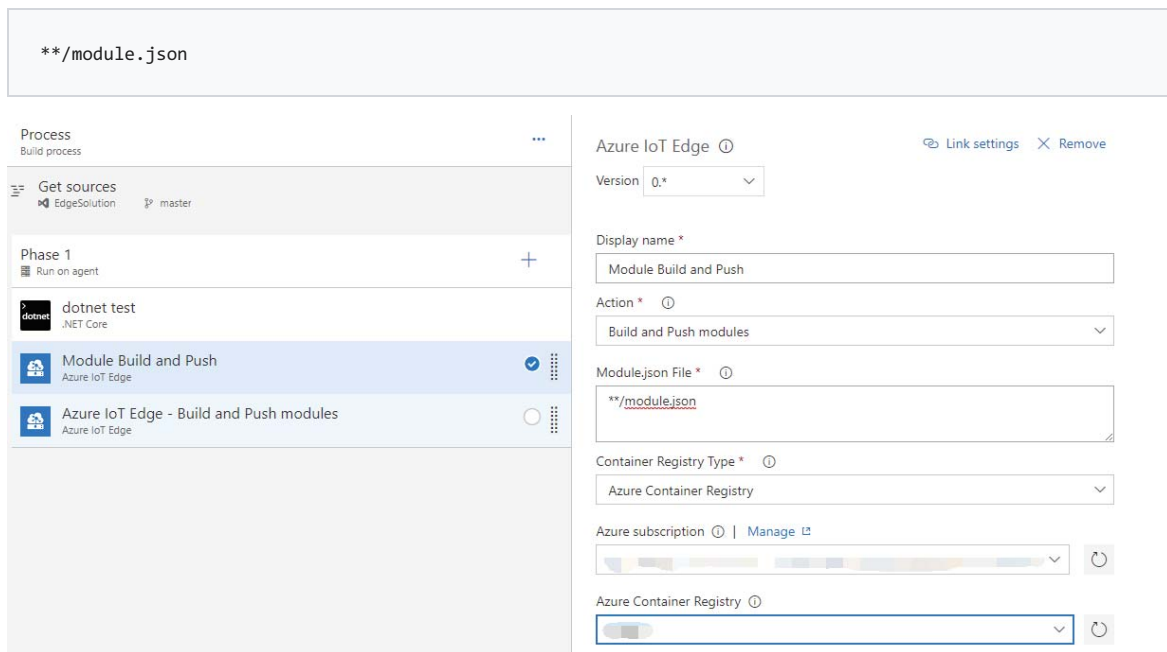 **/module.json
Process
Build process
Get sources
EdgeSolution master
Phase 1
Run on agent
dotnet
dotnet test
.NET Core
Module Build and Push
Azure IoT Edge
Azure IoT Edge - Build and Push modules
Azure IoT Edge
Azure IoT Edge
Link settings
Remove
Version 0.*
Display name *
Module Build and Push
Action *
Build and Push modules
Module.json File *
**/module.json
Container Registry Type *
Azure Container Registry
Azure subscription | Manage
Azure Container Registry